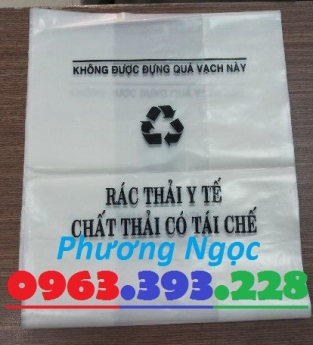 KHÔNG ĐƯỢC ĐỰNG QUÁ VẠCH NÀY
RÁC THẢI Y TẾ
CHẤT THẢI CÓ TÁI CHẾ
Phương Ngọc
0963.393.228